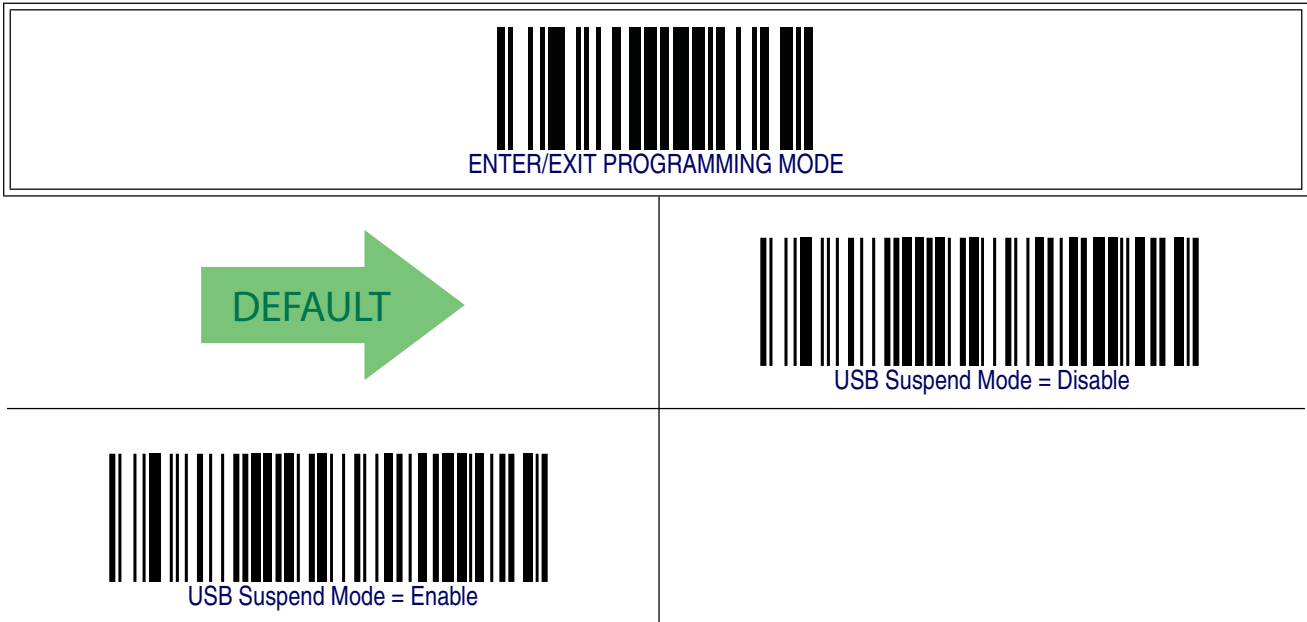 ENTER/EXIT PROGRAMMING MODE
DEFAULT
USB Suspend Mode = Disable
USB Suspend Mode = Enable